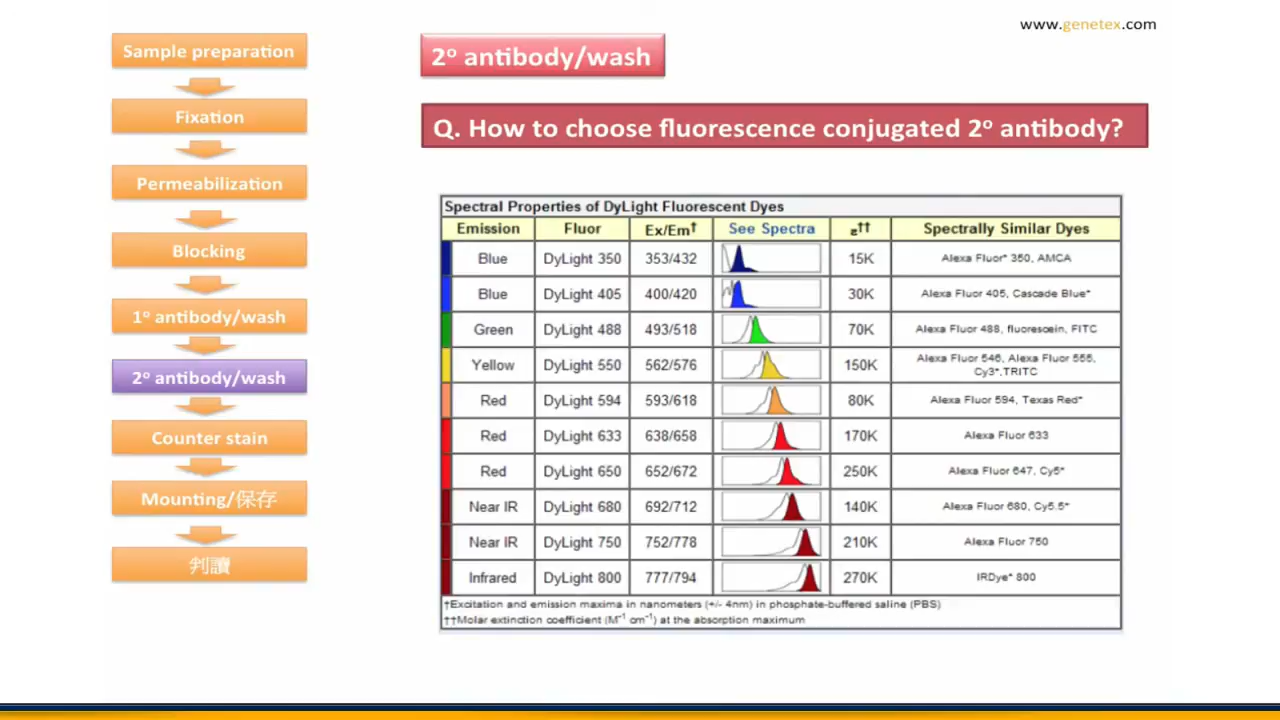 www.genetex.com
Sample preparation
Fixation
Permeabilization
Blocking
1º antibody/wash
2º antibody/wash
Counter stain
Mounting/保存
判讀
2º antibody/wash
Q. How to choose fluorescence conjugated 2º antibody?
Spectral Properties of DyLight Fluorescent Dyes
Emission Fluor Ex/Em† See Spectra ε†† Spectrally Similar Dyes
Blue DyLight 350 353/432 15K Alexa Fluor* 350, AMCA
Blue DyLight 405 400/420 30K Alexa Fluor 405, Cascade Blue*
Green DyLight 488 493/518 70K Alexa Fluor 488, fluorescein, FITC
Yellow DyLight 550 562/576 150K Alexa Fluor 546, Alexa Fluor 555,
Cy3*,TRITC
Red DyLight 594 593/618 80K Alexa Fluor 594, Texas Red*
Red DyLight 633 638/658 170K Alexa Fluor 633
Red DyLight 650 652/672 250K Alexa Fluor 647, Cy5*
Near IR DyLight 680 692/712 140K Alexa Fluor 680, Cy5.5*
Near IR DyLight 750 752/778 210K Alexa Fluor 750
Infrared DyLight 800 777/794 270K IRDye* 800
†Excitation and emission maxima in nanometers (+/- 4nm) in phosphate-buffered saline (PBS)
††Molar extinction coefficient (M⁻¹ cm⁻¹) at the absorption maximum